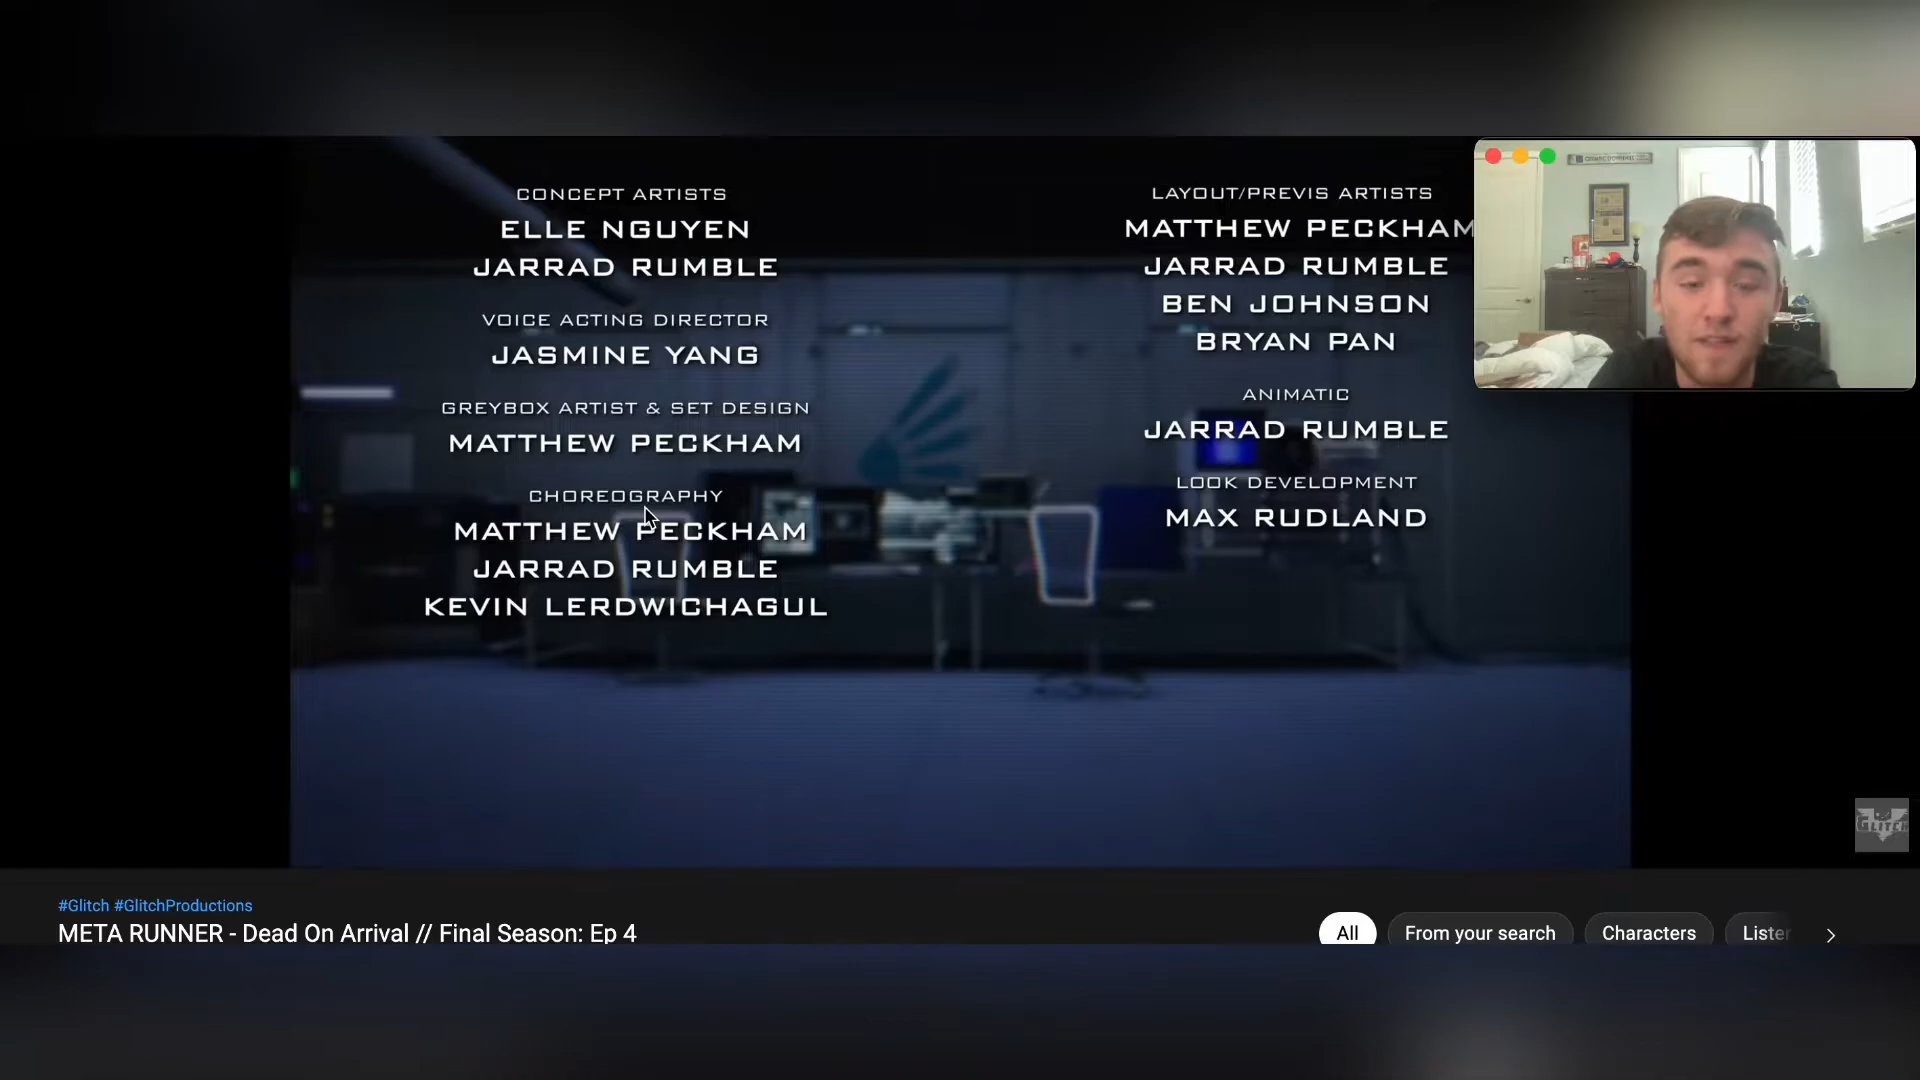 CONCEPT ARTISTS
ELLE NGUYEN
JARRAD RUMBLE
VOICE ACTING DIRECTOR
JASMINE YANG
GREYBOX ARTIST & SET DESIGN
MATTHEW PECKHAM
CHOREOGRAPHY
MATTHEW PECKHAM
JARRAD RUMBLE
KEVIN LERDWICHAGUL
LAYOUT/PREVIS ARTISTS
MATTHEW PECKHAM
JARRAD RUMBLE
BEN JOHNSON
BRYAN PAN
ANIMATIC
JARRAD RUMBLE
LOOK DEVELOPMENT
MAX RUDLAND
GLITCH
#Glitch #GlitchProductions
META RUNNER - Dead On Arrival // Final Season: Ep 4
All
From your search
Characters
Listen